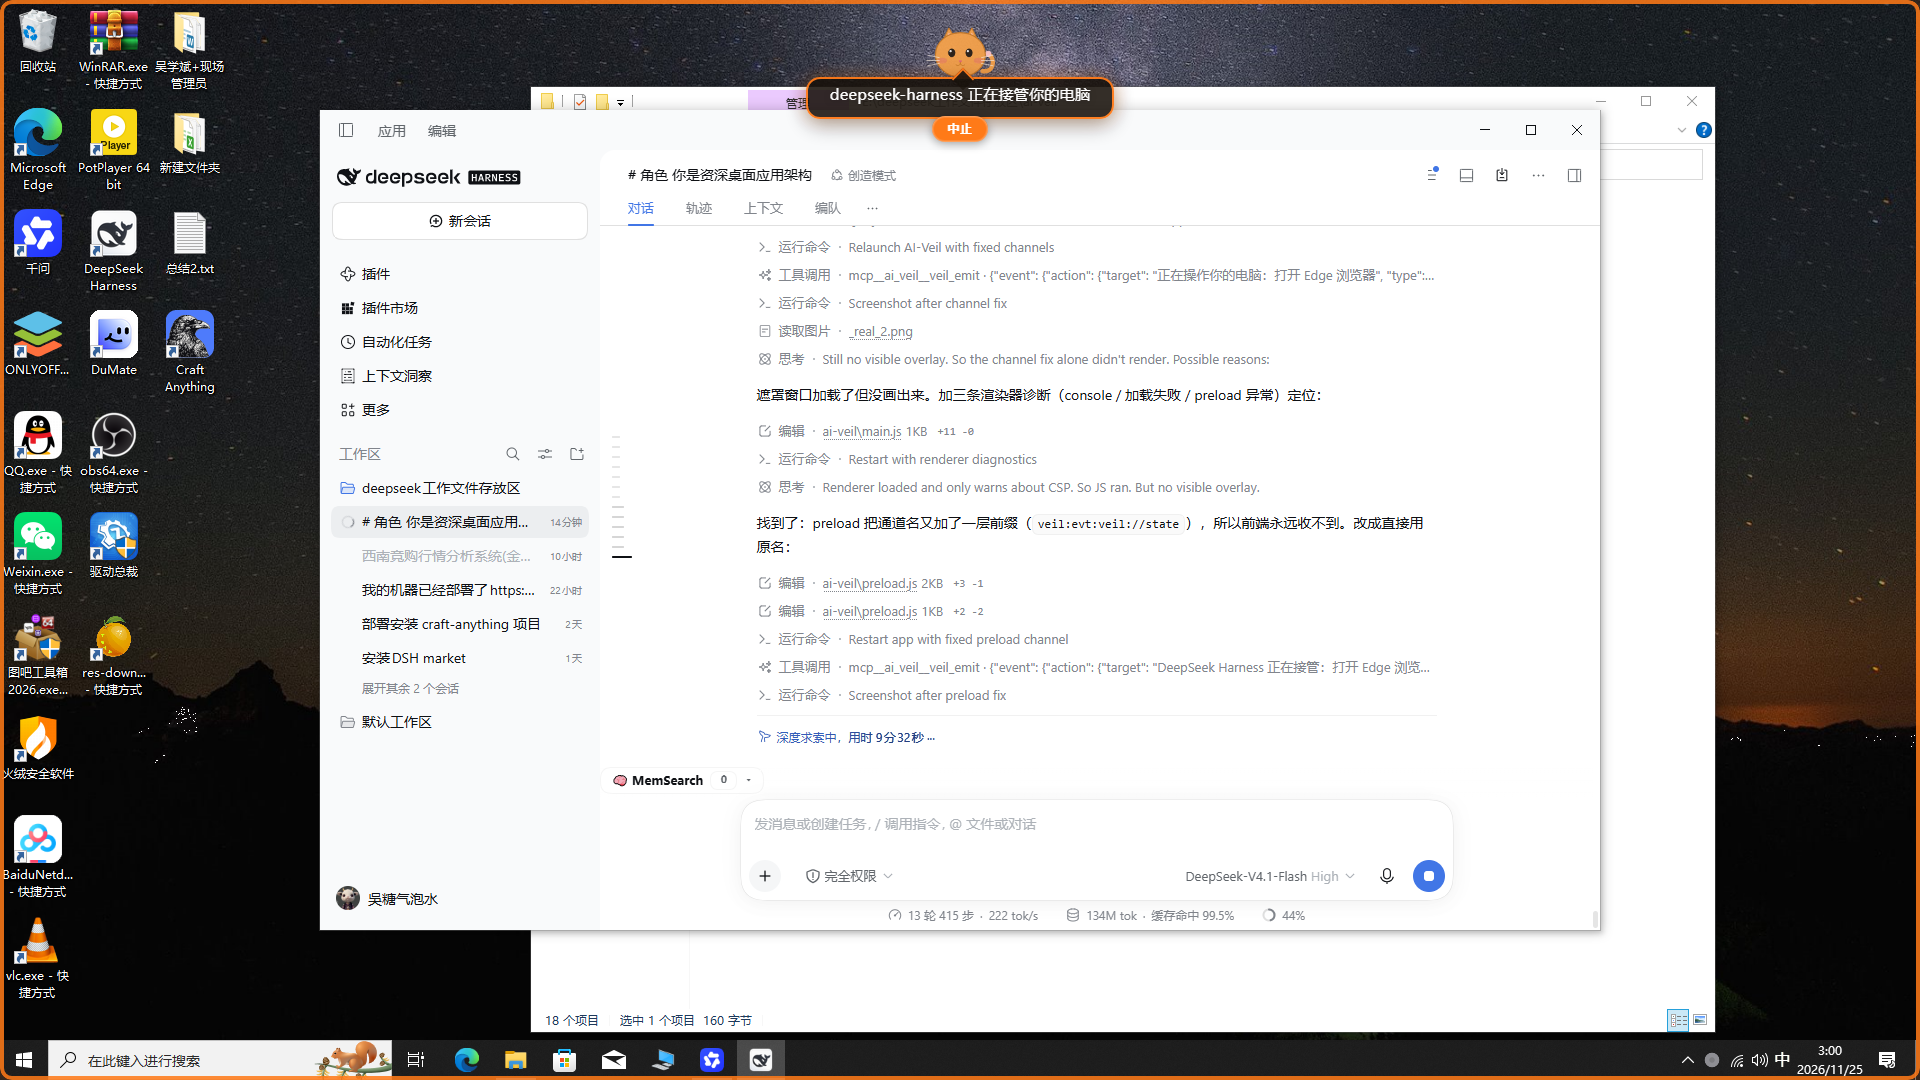 回收站
WinRAR.exe - 快捷方式
吴学斌+现场管理员
Microsoft Edge
PotPlayer 64 bit
新建文件夹
千问
DeepSeek Harness
总结2.txt
ONLYOFF...
DuMate
Craft Anything
QQ.exe - 快捷方式
obs64.exe - 快捷方式
Weixin.exe - 快捷方式
驱动总裁
图吧工具箱 2026.exe...
res-down... - 快捷方式
火绒安全软件
BaiduNetd... - 快捷方式
vlc.exe - 快捷方式
deepseek-harness 正在接管你的电脑
中止
管理
应用 编辑
deepseek HARNESS
新会话
插件
插件市场
自动化任务
上下文洞察
更多
工作区
deepseek工作文件存放区
# 角色 你是资深桌面应用... 14分钟
西南竞购行情分析系统(金... 10小时
我的机器已经部署了https:... 22小时
部署安装 craft-anything 项目 2天
安装DSH market 1天
展开其余 2 个会话
默认工作区
吳糖气泡水
# 角色 你是资深桌面应用架构 创造模式
对话 轨迹 上下文 编队 ···
运行命令 · Relaunch AI-Veil with fixed channels
工具调用 · mcp__ai_veil__veil_emit · {"event": {"action": {"target": "正在操作你的电脑：打开 Edge 浏览器", "type":...
运行命令 · Screenshot after channel fix
读取图片 · _real_2.png
思考 · Still no visible overlay. So the channel fix alone didn't render. Possible reasons:
遮罩窗口加载了但没画出来。加三条渲染器诊断（console / 加载失败 / preload 异常）定位：
编辑 · ai-veil\main.js 1KB +11 -0
运行命令 · Restart with renderer diagnostics
思考 · Renderer loaded and only warns about CSP. So JS ran. But no visible overlay.
找到了：preload 把通道名又加了一层前缀（ veil:evt:veil://state ），所以前端永远收不到。改成直接用
原名：
编辑 · ai-veil\preload.js 2KB +3 -1
编辑 · ai-veil\preload.js 1KB +2 -2
运行命令 · Restart app with fixed preload channel
工具调用 · mcp__ai_veil__veil_emit · {"event": {"action": {"target": "DeepSeek Harness 正在接管：打开 Edge 浏览...
运行命令 · Screenshot after preload fix
深度求索中，用时 9分32秒 ···
MemSearch 0
发消息或创建任务, / 调用指令, @ 文件或对话
完全权限
DeepSeek-V4.1-Flash High
13 轮 415 步 · 222 tok/s 134M tok · 缓存命中 99.5% 44%
18 个项目 选中 1 个项目 160 字节
在此键入进行搜索
中
3:00
2026/11/25